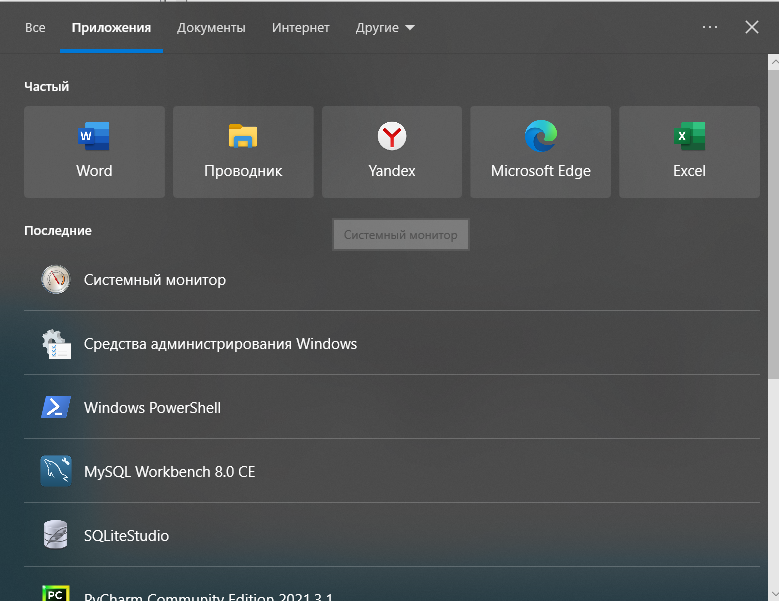 Все Приложения Документы Интернет Другие
Частый
Word Проводник Yandex Microsoft Edge Excel
Последние
Системный монитор
Системный монитор
Средства администрирования Windows
Windows PowerShell
MySQL Workbench 8.0 CE
SQLiteStudio
PyCharm Community Edition 2021.3.1